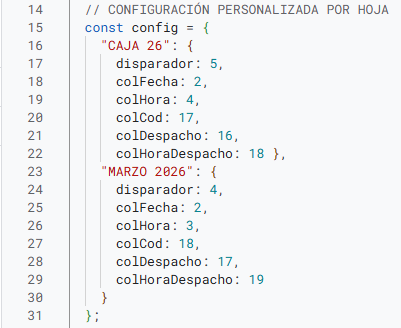 14 // CONFIGURACIÓN PERSONALIZADA POR HOJA
15 const config = {
16 "CAJA 26": {
17 disparador: 5,
18 colFecha: 2,
19 colHora: 4,
20 colCod: 17,
21 colDespacho: 16,
22 colHoraDespacho: 18 },
23 "MARZO 2026": {
24 disparador: 4,
25 colFecha: 2,
26 colHora: 3,
27 colCod: 18,
28 colDespacho: 17,
29 colHoraDespacho: 19
30 }
31 };